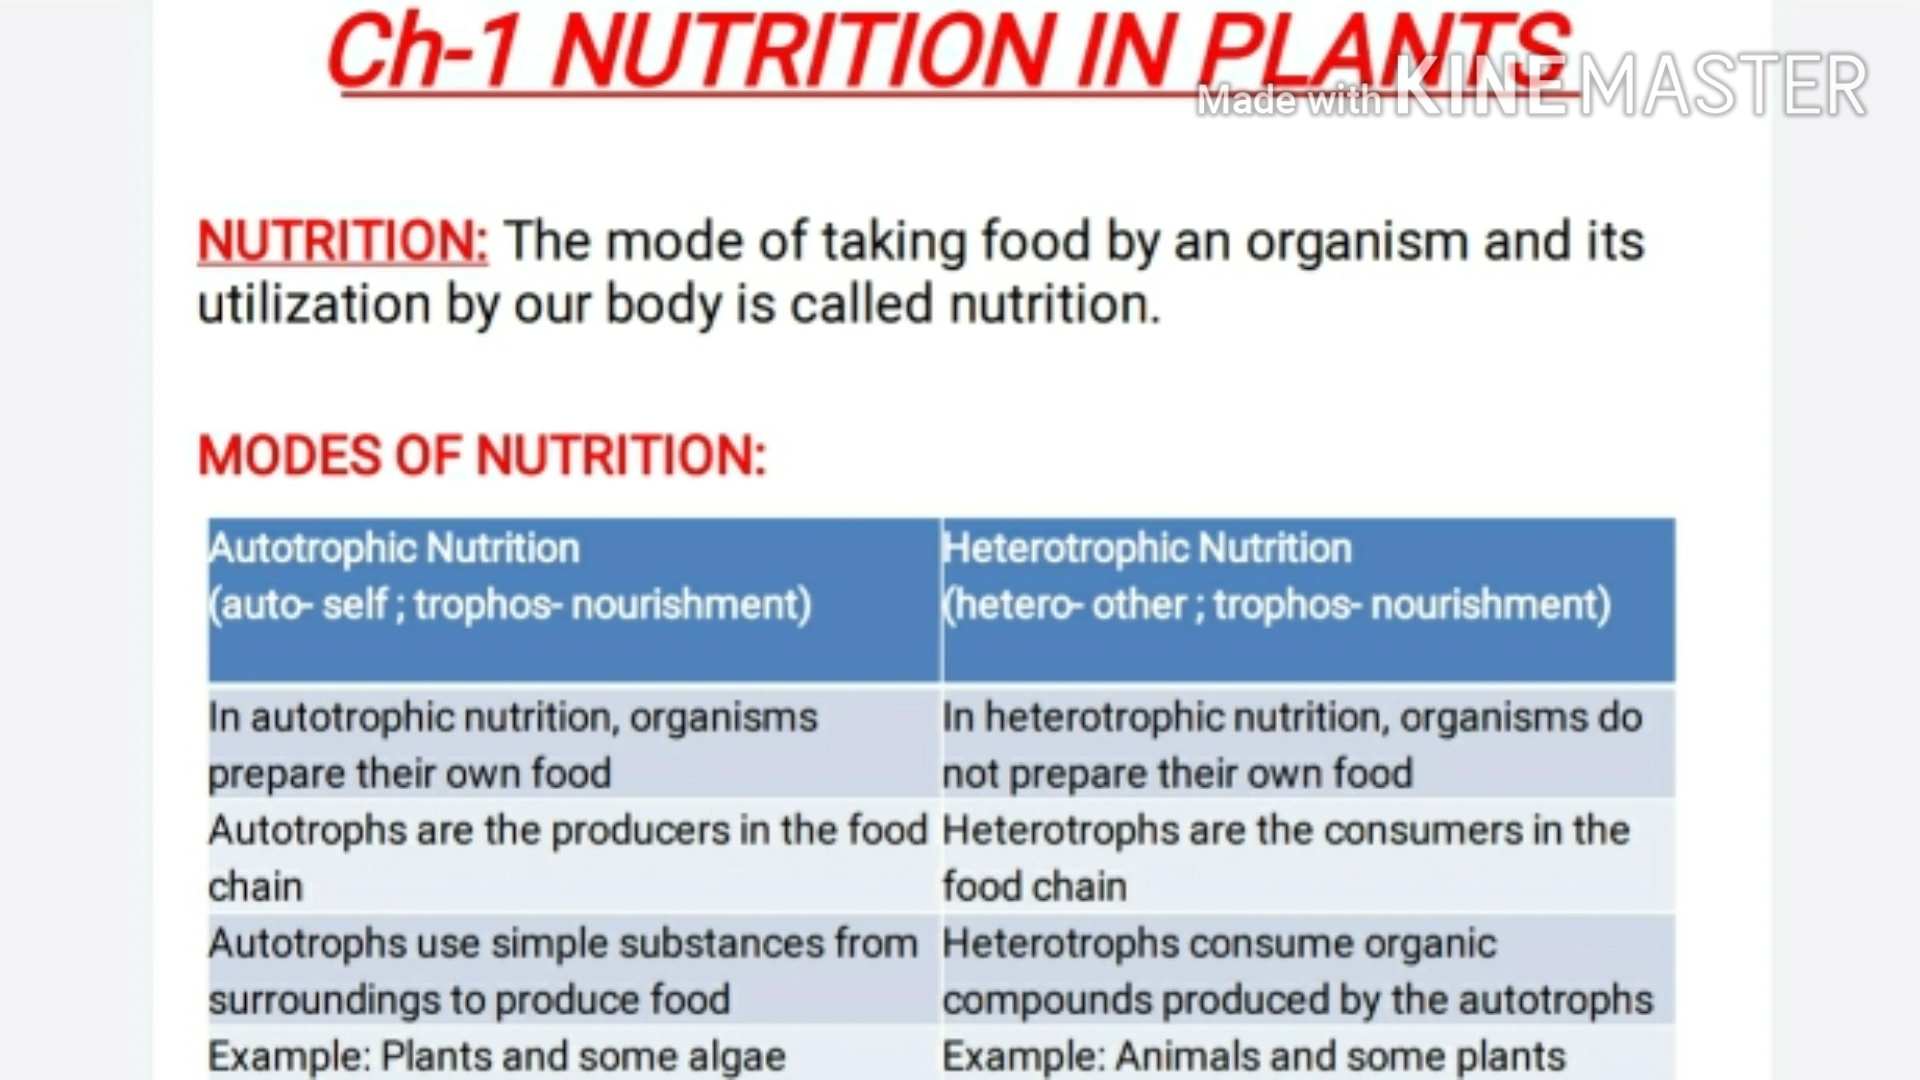 Ch-1 NUTRITION IN PLANTS
Made with KINEMASTER
NUTRITION: The mode of taking food by an organism and its
utilization by our body is called nutrition.
MODES OF NUTRITION:
Autotrophic Nutrition
(auto- self ; trophos- nourishment)
Heterotrophic Nutrition
(hetero- other ; trophos- nourishment)
In autotrophic nutrition, organisms
prepare their own food
In heterotrophic nutrition, organisms do
not prepare their own food
Autotrophs are the producers in the food
chain
Heterotrophs are the consumers in the
food chain
Autotrophs use simple substances from
surroundings to produce food
Heterotrophs consume organic
compounds produced by the autotrophs
Example: Plants and some algae
Example: Animals and some plants